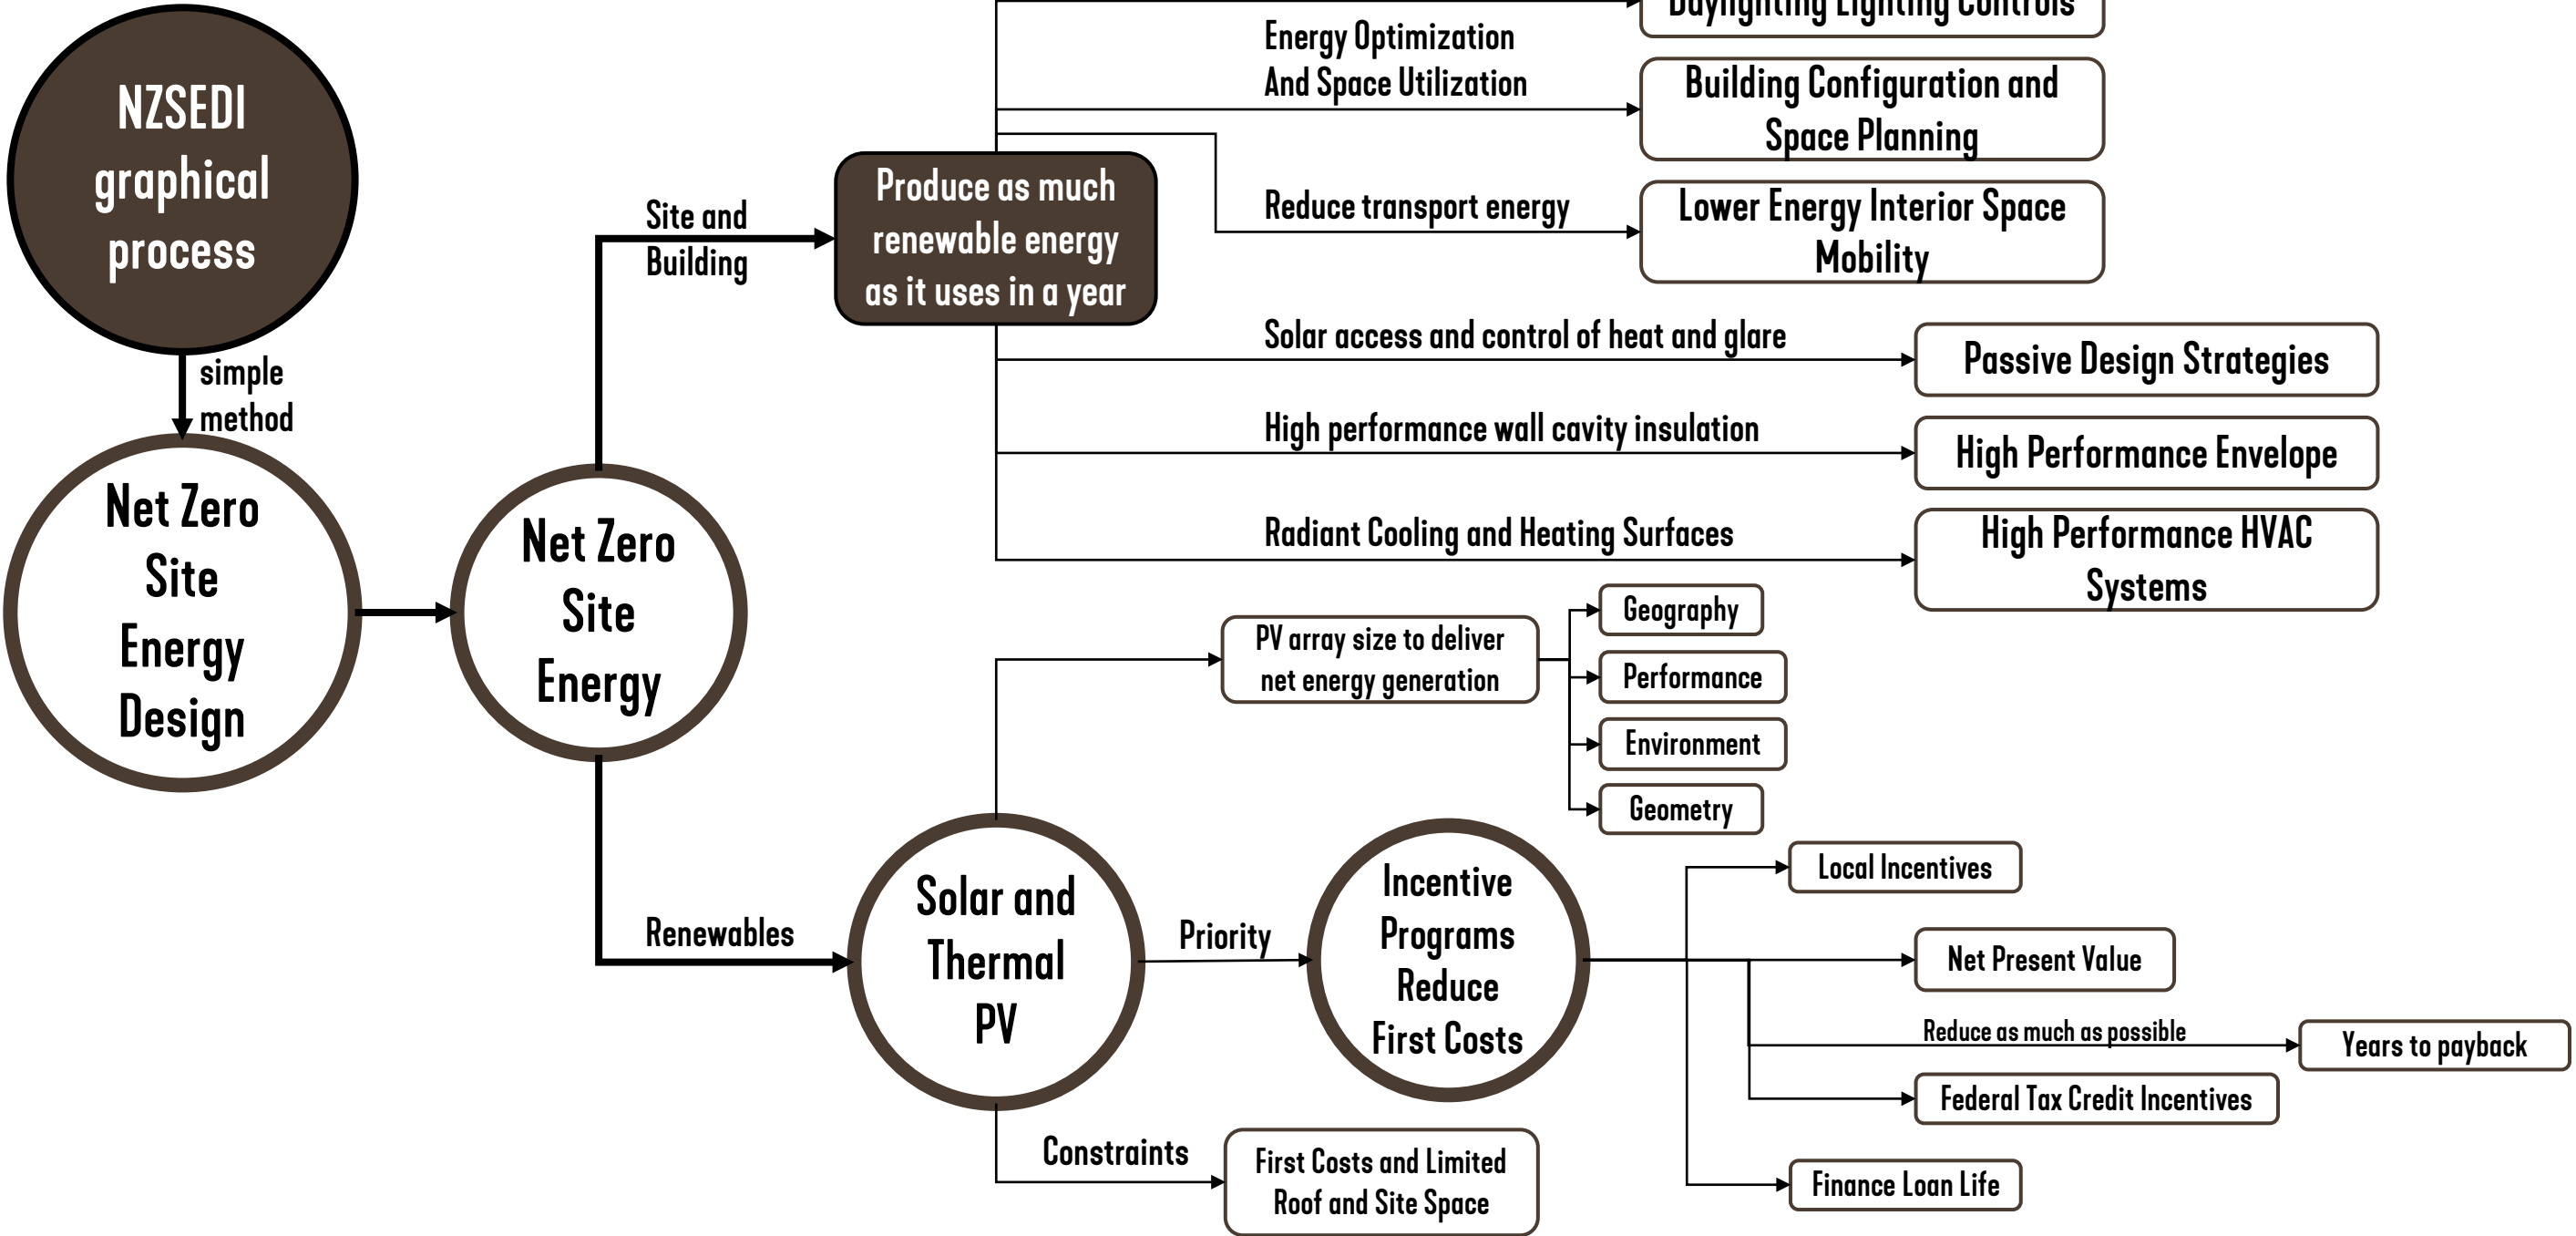 Daylighting Lighting Controls
Energy Optimization
And Space Utilization
Building Configuration and
Space Planning
NZSEDI
graphical
process
Site and
Building
Produce as much
renewable energy
as it uses in a year
Reduce transport energy
Lower Energy Interior Space
Mobility
simple
method
Solar access and control of heat and glare
Passive Design Strategies
High performance wall cavity insulation
High Performance Envelope
Radiant Cooling and Heating Surfaces
High Performance HVAC
Systems
Net Zero
Site
Energy
Design
Net Zero
Site
Energy
PV array size to deliver
net energy generation
Geography
Performance
Environment
Geometry
Renewables
Solar and
Thermal
PV
Priority
Incentive
Programs
Reduce
First Costs
Local Incentives
Net Present Value
Reduce as much as possible
Years to payback
Federal Tax Credit Incentives
Finance Loan Life
Constraints
First Costs and Limited
Roof and Site Space